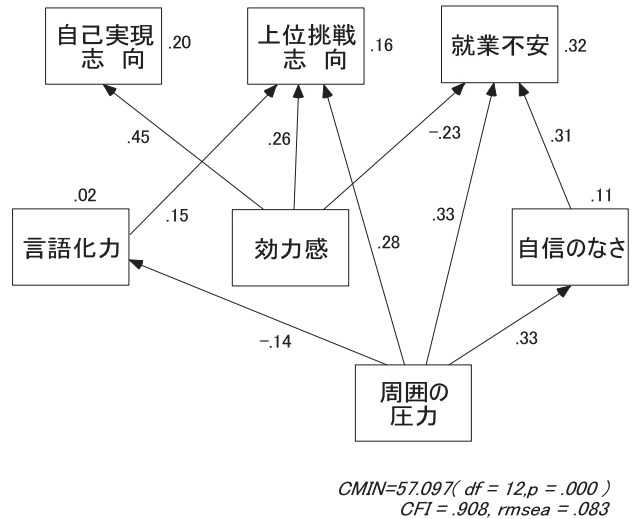 自己実現
志 向
.20
上位挑戦
志 向
.16
就業不安
.32
.45
.26
-.23
.31
.02
.15
.33
.11
言語化力
効力感
自信のなさ
.28
-.14
.33
周囲の
圧力
CMIN=57.097( df = 12,p = .000 )
CFI = .908, rmsea = .083